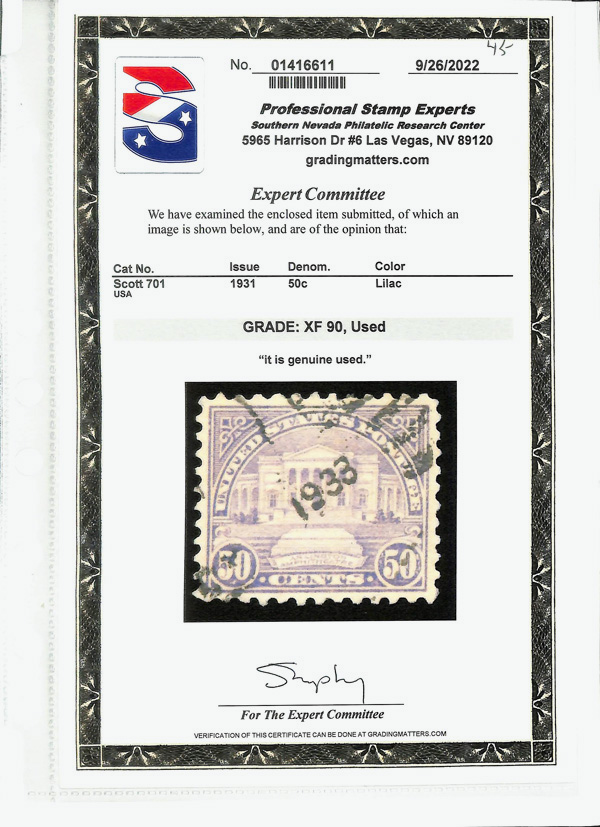 45-
No. 01416611 9/26/2022
Professional Stamp Experts
Southern Nevada Philatelic Research Center
5965 Harrison Dr #6 Las Vegas, NV 89120
gradingmatters.com
Expert Committee
We have examined the enclosed item submitted, of which an
image is shown below, and are of the opinion that:
Cat No. Issue Denom. Color
Scott 701 1931 50c Lilac
USA
GRADE: XF 90, Used
“it is genuine used.”
UNITED STATES POSTAGE
1933
50 CENTS 50
For The Expert Committee
VERIFICATION OF THIS CERTIFICATE CAN BE DONE AT GRADINGMATTERS.COM